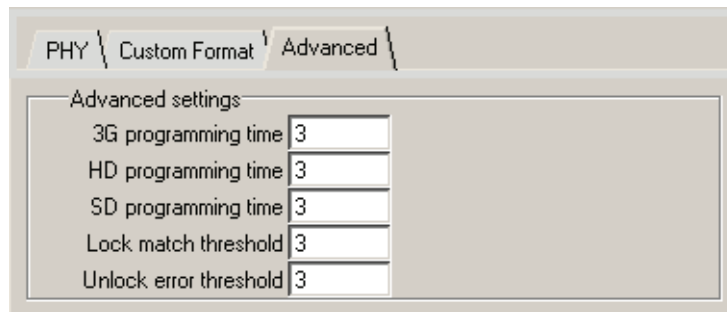 PHY Custom Format Advanced
Advanced settings
3G programming time 3
HD programming time 3
SD programming time 3
Lock match threshold 3
Unlock error threshold 3